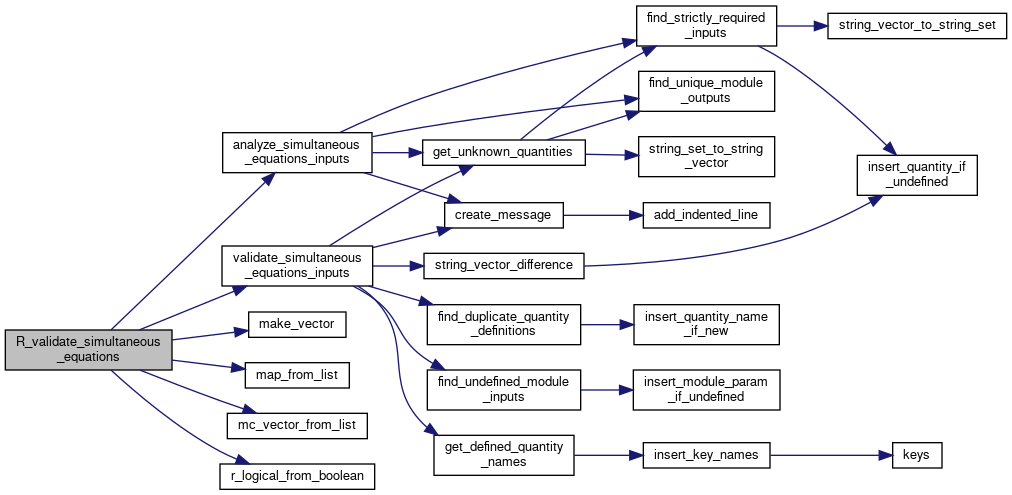 find_strictly_required
_inputs
string_vector_to_string_set
find_unique_module
_outputs
analyze_simultaneous
_equations_inputs
get_unknown_quantities
string_set_to_string
_vector
insert_quantity_if
_undefined
create_message
add_indented_line
validate_simultaneous
_equations_inputs
string_vector_difference
find_duplicate_quantity
_definitions
insert_quantity_name
_if_new
make_vector
R_validate_simultaneous
_equations
map_from_list
find_undefined_module
_inputs
insert_module_param
_if_undefined
mc_vector_from_list
get_defined_quantity
_names
insert_key_names
keys
r_logical_from_boolean